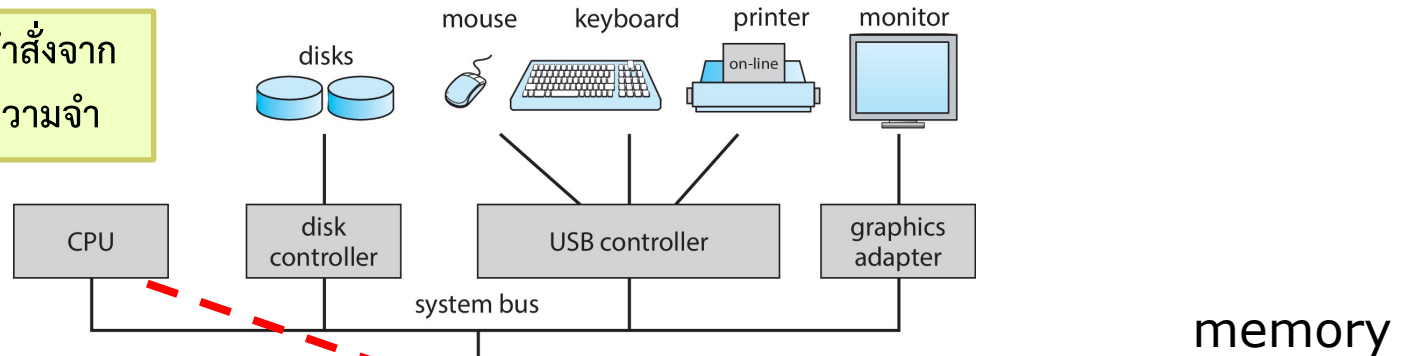 สั่งจาก
วามจำ
mouse
keyboard
printer
monitor
disks
on-line
CPU
disk
controller
USB controller
graphics
adapter
system bus
memory